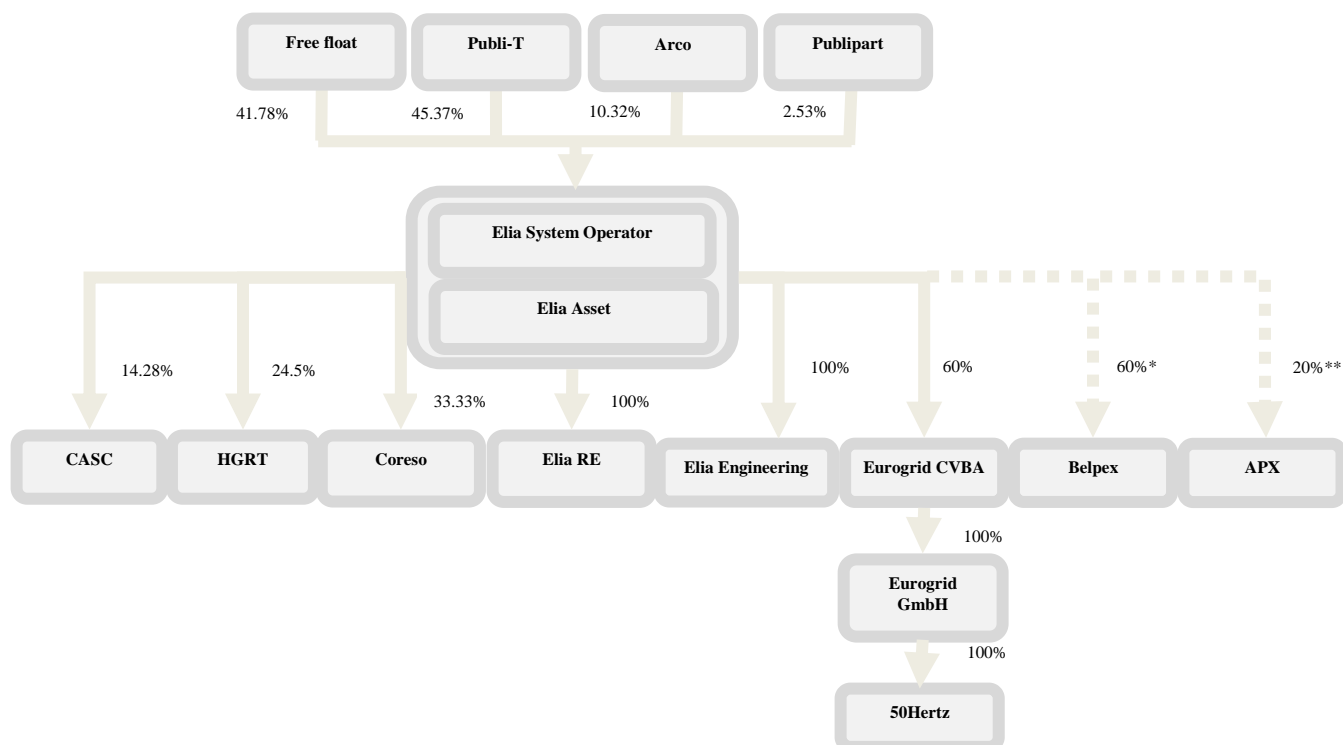 Free float
Publi-T
Arco
Publipart
41.78%
45.37%
10.32%
2.53%
Elia System Operator
Elia Asset
14.28%
24.5%
33.33%
100%
100%
60%
60%*
20%**
CASC
HGRT
Coreso
Elia RE
Elia Engineering
Eurogrid CVBA
Belpex
APX
100%
Eurogrid
GmbH
100%
50Hertz